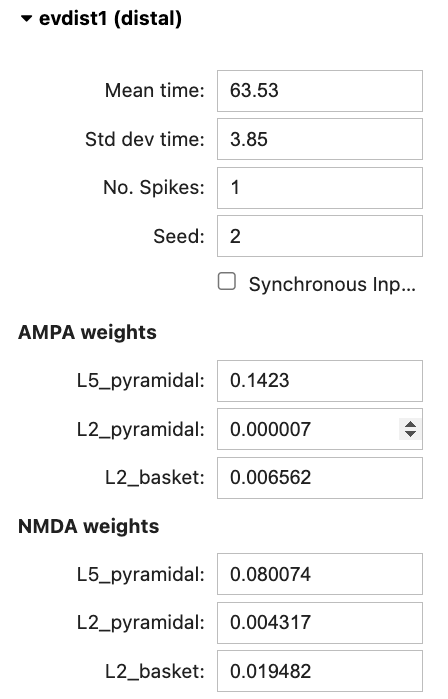 evdist1 (distal)
Mean time: 63.53
Std dev time: 3.85
No. Spikes: 1
Seed: 2
Synchronous Inp...
AMPA weights
L5_pyramidal: 0.1423
L2_pyramidal: 0.000007
L2_basket: 0.006562
NMDA weights
L5_pyramidal: 0.080074
L2_pyramidal: 0.004317
L2_basket: 0.019482